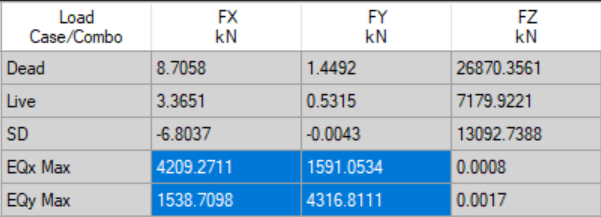 Load Case/Combo FX kN FY kN FZ kN
Dead 8.7058 1.4492 26870.3561
Live 3.3651 0.5315 7179.9221
SD -6.8037 -0.0043 13092.7388
EQx Max 4209.2711 1591.0534 0.0008
EQy Max 1538.7098 4316.8111 0.0017